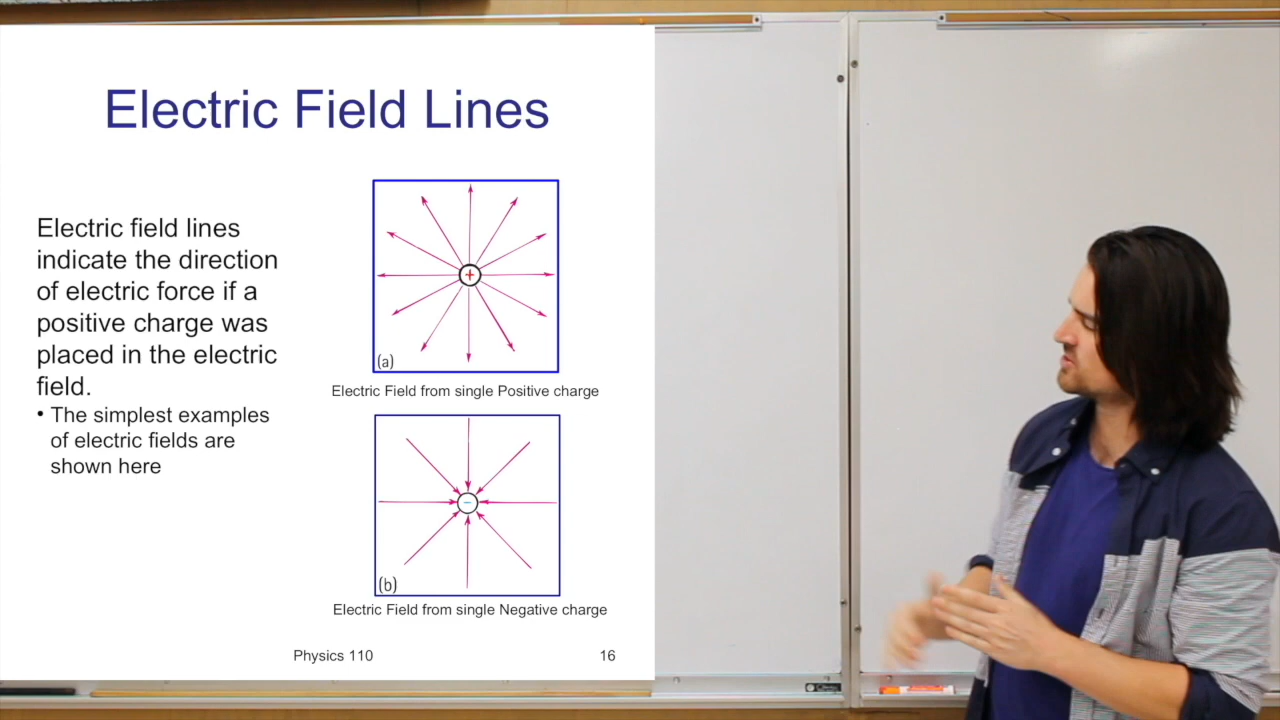 Electric Field Lines
Electric field lines
indicate the direction
of electric force if a
positive charge was
placed in the electric
field.
• The simplest examples
of electric fields are
shown here
+
(a)
Electric Field from single Positive charge
−
(b)
Electric Field from single Negative charge
Physics 110
16